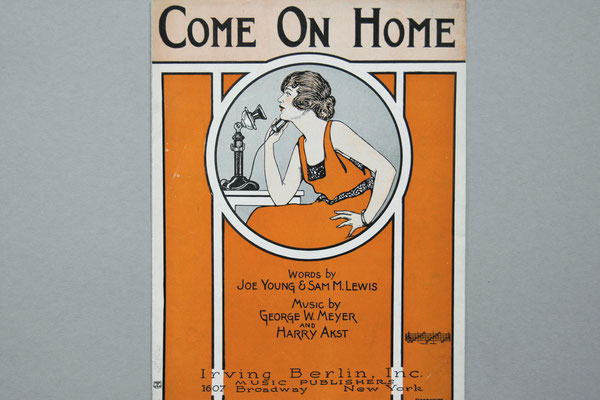 COME ON HOME
WORDS BY
JOE YOUNG & SAM M. LEWIS
MUSIC BY
GEORGE W. MEYER
AND
HARRY AKST
Irving Berlin, Inc.
MUSIC PUBLISHERS
1607 Broadway New York